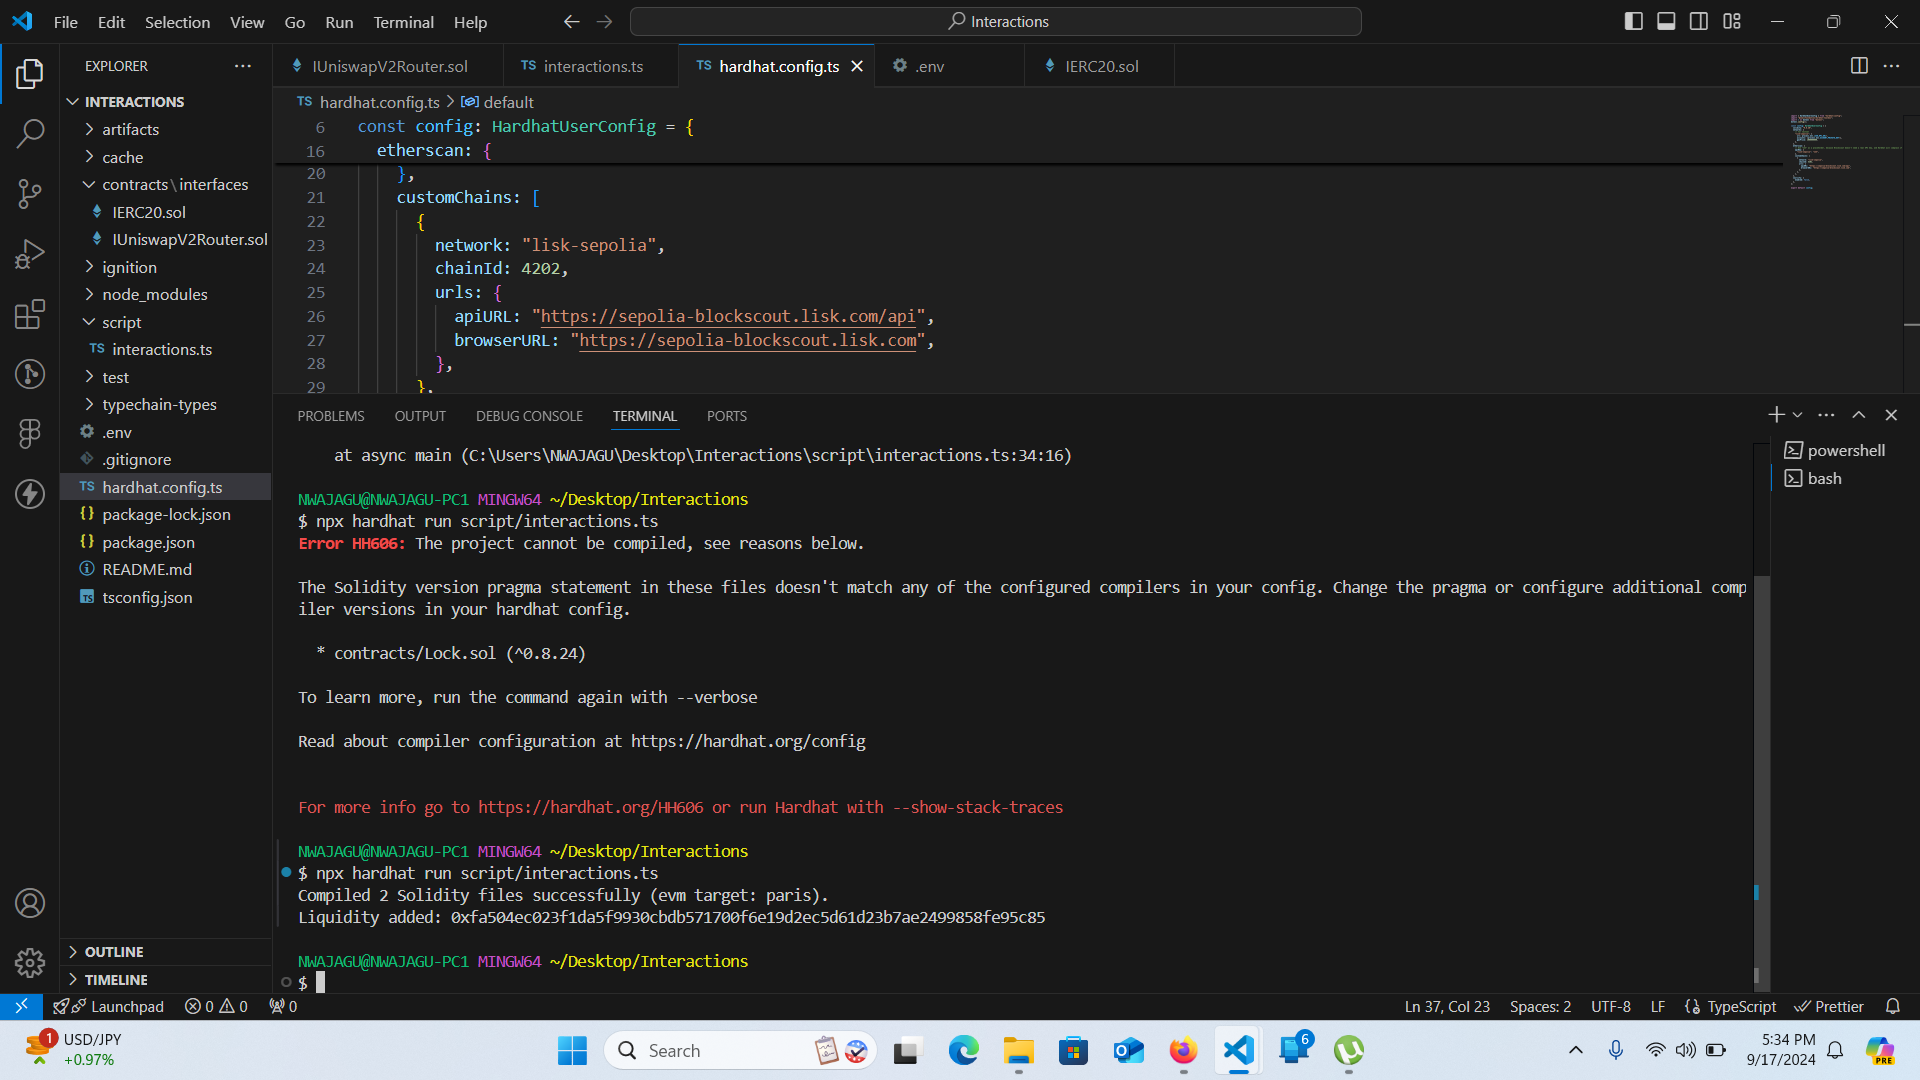 File Edit Selection View Go Run Terminal Help
Interactions
EXPLORER
INTERACTIONS
artifacts
cache
contracts\interfaces
IERC20.sol
IUniswapV2Router.sol
ignition
node_modules
script
TS interactions.ts
test
typechain-types
.env
.gitignore
TS hardhat.config.ts
{} package-lock.json
{} package.json
README.md
TS tsconfig.json
OUTLINE
TIMELINE
IUniswapV2Router.sol TS interactions.ts TS hardhat.config.ts .env IERC20.sol
TS hardhat.config.ts > default
6 const config: HardhatUserConfig = {
16 etherscan: {
20 },
21 customChains: [
22 {
23 network: "lisk-sepolia",
24 chainId: 4202,
25 urls: {
26 apiURL: "https://sepolia-blockscout.lisk.com/api",
27 browserURL: "https://sepolia-blockscout.lisk.com",
28 },
29 },
PROBLEMS OUTPUT DEBUG CONSOLE TERMINAL PORTS
powershell
bash
at async main (C:\Users\NWAJAGU\Desktop\Interactions\script\interactions.ts:34:16)
NWAJAGU@NWAJAGU-PC1 MINGW64 ~/Desktop/Interactions
$ npx hardhat run script/interactions.ts
Error HH606: The project cannot be compiled, see reasons below.
The Solidity version pragma statement in these files doesn't match any of the configured compilers in your config. Change the pragma or configure additional comp
iler versions in your hardhat config.
* contracts/Lock.sol (^0.8.24)
To learn more, run the command again with --verbose
Read about compiler configuration at https://hardhat.org/config
For more info go to https://hardhat.org/HH606 or run Hardhat with --show-stack-traces
NWAJAGU@NWAJAGU-PC1 MINGW64 ~/Desktop/Interactions
$ npx hardhat run script/interactions.ts
Compiled 2 Solidity files successfully (evm target: paris).
Liquidity added: 0xfa504ec023f1da5f9930cbdb571700f6e19d2ec5d61d23b7ae2499858fe95c85
NWAJAGU@NWAJAGU-PC1 MINGW64 ~/Desktop/Interactions
$
Launchpad 0 0 0 Ln 37, Col 23 Spaces: 2 UTF-8 LF {} TypeScript Prettier
1 USD/JPY
+0.97%
Search
6
5:34 PM
9/17/2024
PRE